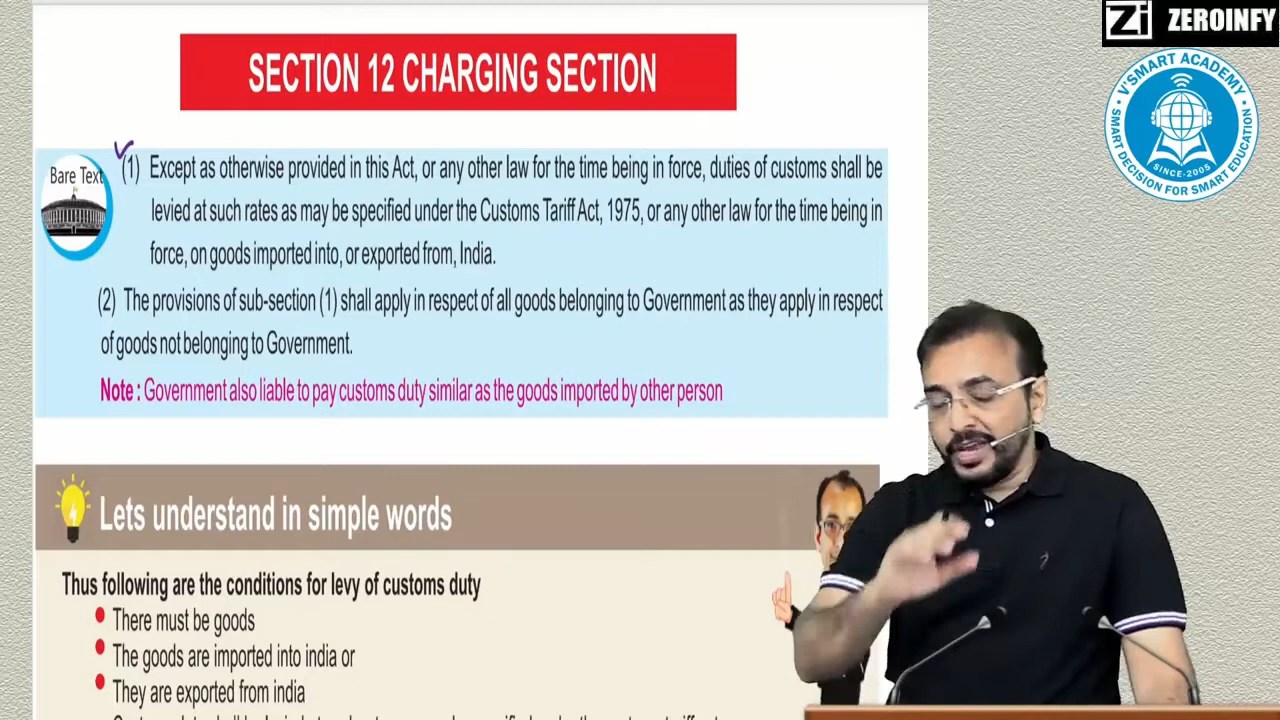 Zi ZEROINFY
V'SMART ACADEMY
SINCE-2005
SMART DECISION FOR SMART EDUCATION
SECTION 12 CHARGING SECTION
Bare Text
(1) Except as otherwise provided in this Act, or any other law for the time being in force, duties of customs shall be
levied at such rates as may be specified under the Customs Tariff Act, 1975, or any other law for the time being in
force, on goods imported into, or exported from, India.
(2) The provisions of sub-section (1) shall apply in respect of all goods belonging to Government as they apply in respect
of goods not belonging to Government.
Note : Government also liable to pay customs duty similar as the goods imported by other person
Lets understand in simple words
Thus following are the conditions for levy of customs duty
There must be goods
The goods are imported into india or
They are exported from india